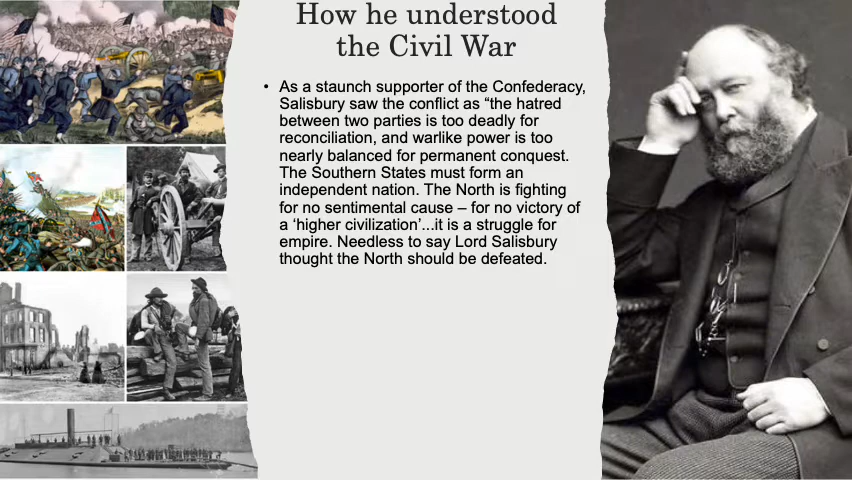 How he understood
the Civil War
• As a staunch supporter of the Confederacy,
Salisbury saw the conflict as “the hatred
between two parties is too deadly for
reconciliation, and warlike power is too
nearly balanced for permanent conquest.
The Southern States must form an
independent nation. The North is fighting
for no sentimental cause – for no victory of
a ‘higher civilization’...it is a struggle for
empire. Needless to say Lord Salisbury
thought the North should be defeated.